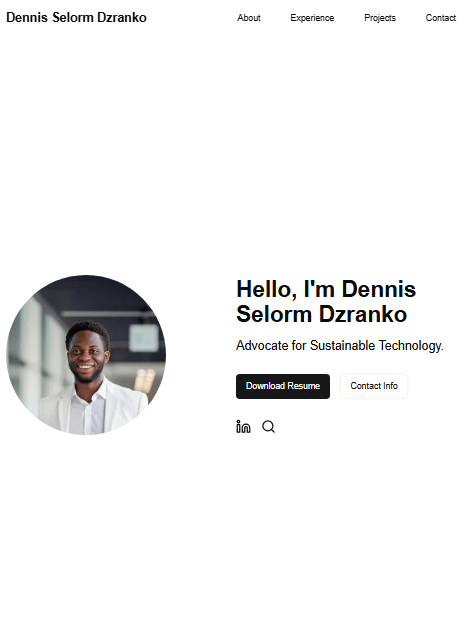 Dennis Selorm Dzranko
About Experience Projects Contact
Hello, I'm Dennis
Selorm Dzranko
Advocate for Sustainable Technology.
Download Resume Contact Info
in